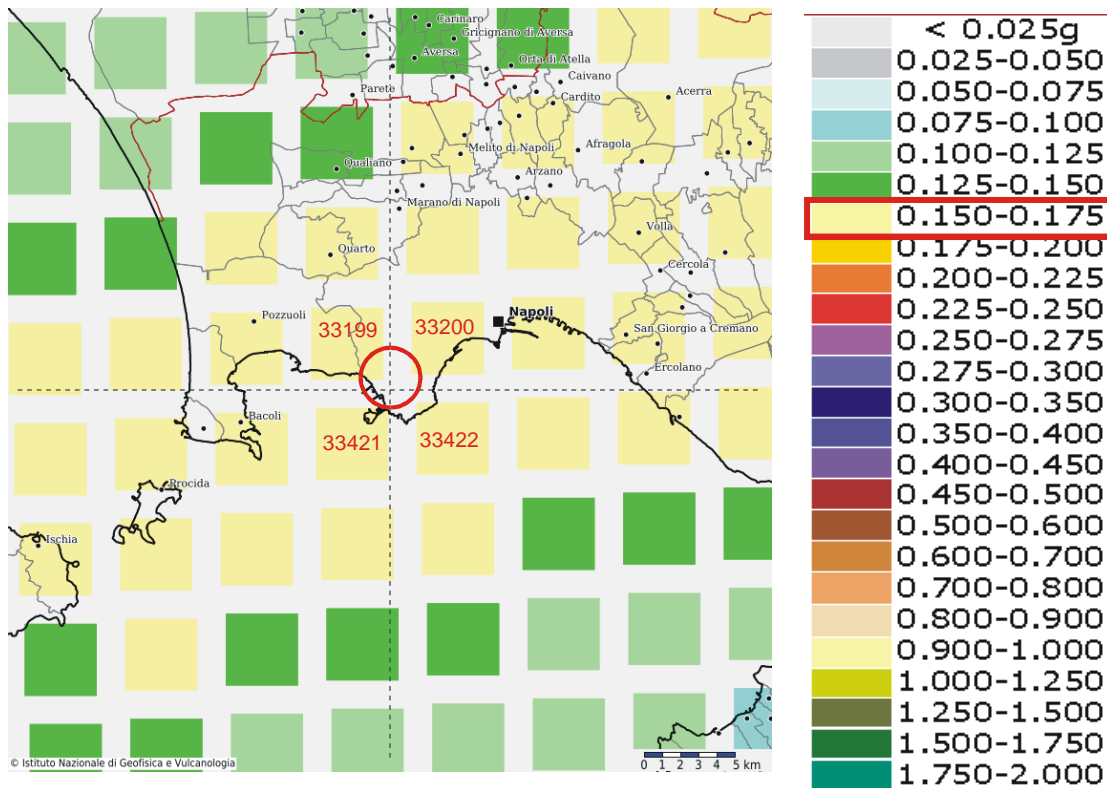 Carinaro
Gricignano di Aversa
Aversa
Orta di Atella
Caivano
Parete
Cardito
Acerra
Melito di Napoli
Afragola
Qualiano
Arzano
Marano di Napoli
Volla
Quarto
Cercola
Pozzuoli
33199
33200
Napoli
San Giorgio a Cremano
Ercolano
Bacoli
33421
33422
Procida
Ischia
© Istituto Nazionale di Geofisica e Vulcanologia
0 1 2 3 4 5 km
< 0.025g
0.025-0.050
0.050-0.075
0.075-0.100
0.100-0.125
0.125-0.150
0.150-0.175
0.175-0.200
0.200-0.225
0.225-0.250
0.250-0.275
0.275-0.300
0.300-0.350
0.350-0.400
0.400-0.450
0.450-0.500
0.500-0.600
0.600-0.700
0.700-0.800
0.800-0.900
0.900-1.000
1.000-1.250
1.250-1.500
1.500-1.750
1.750-2.000